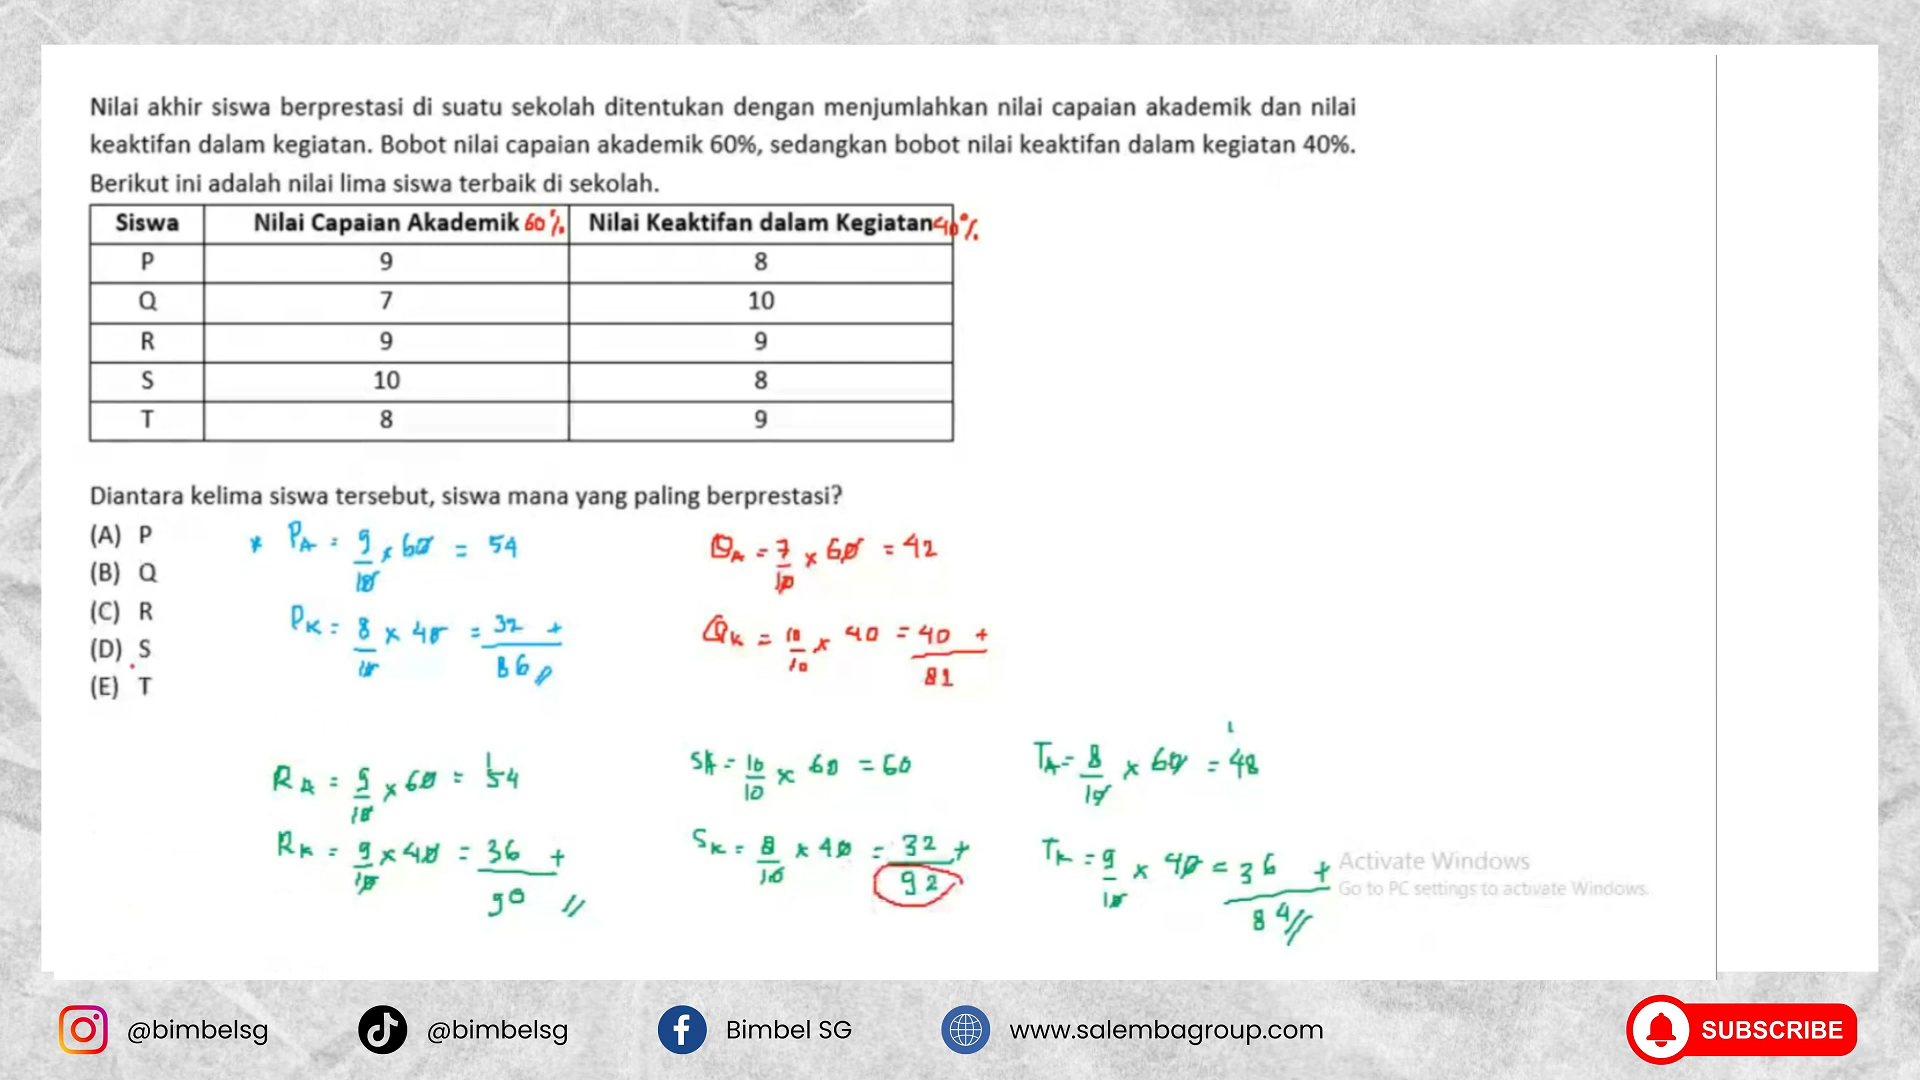 Nilai akhir siswa berprestasi di suatu sekolah ditentukan dengan menjumlahkan nilai capaian akademik dan nilai
keaktifan dalam kegiatan. Bobot nilai capaian akademik 60%, sedangkan bobot nilai keaktifan dalam kegiatan 40%.
Berikut ini adalah nilai lima siswa terbaik di sekolah.
Siswa Nilai Capaian Akademik 60% Nilai Keaktifan dalam Kegiatan 40%
P 9 8
Q 7 10
R 9 9
S 10 8
T 8 9
Diantara kelima siswa tersebut, siswa mana yang paling berprestasi?
(A) P
(B) Q
(C) R
(D) S
(E) T
* PA = 9/10 x 60 = 54
PK = 8/10 x 40 = 32 +
86 //
QA = 7/10 x 60 = 42
QK = 10/10 x 40 = 40 +
82
RA = 9/10 x 60 = 54
RK = 9/10 x 40 = 36 +
90 //
SA = 10/10 x 60 = 60
SK = 8/10 x 40 = 32 +
92
TA = 8/10 x 60 = 48
TK = 9/10 x 40 = 36 +
84 //
Activate Windows
Go to PC settings to activate Windows.
@bimbelsg
@bimbelsg
Bimbel SG
www.salembagroup.com
SUBSCRIBE